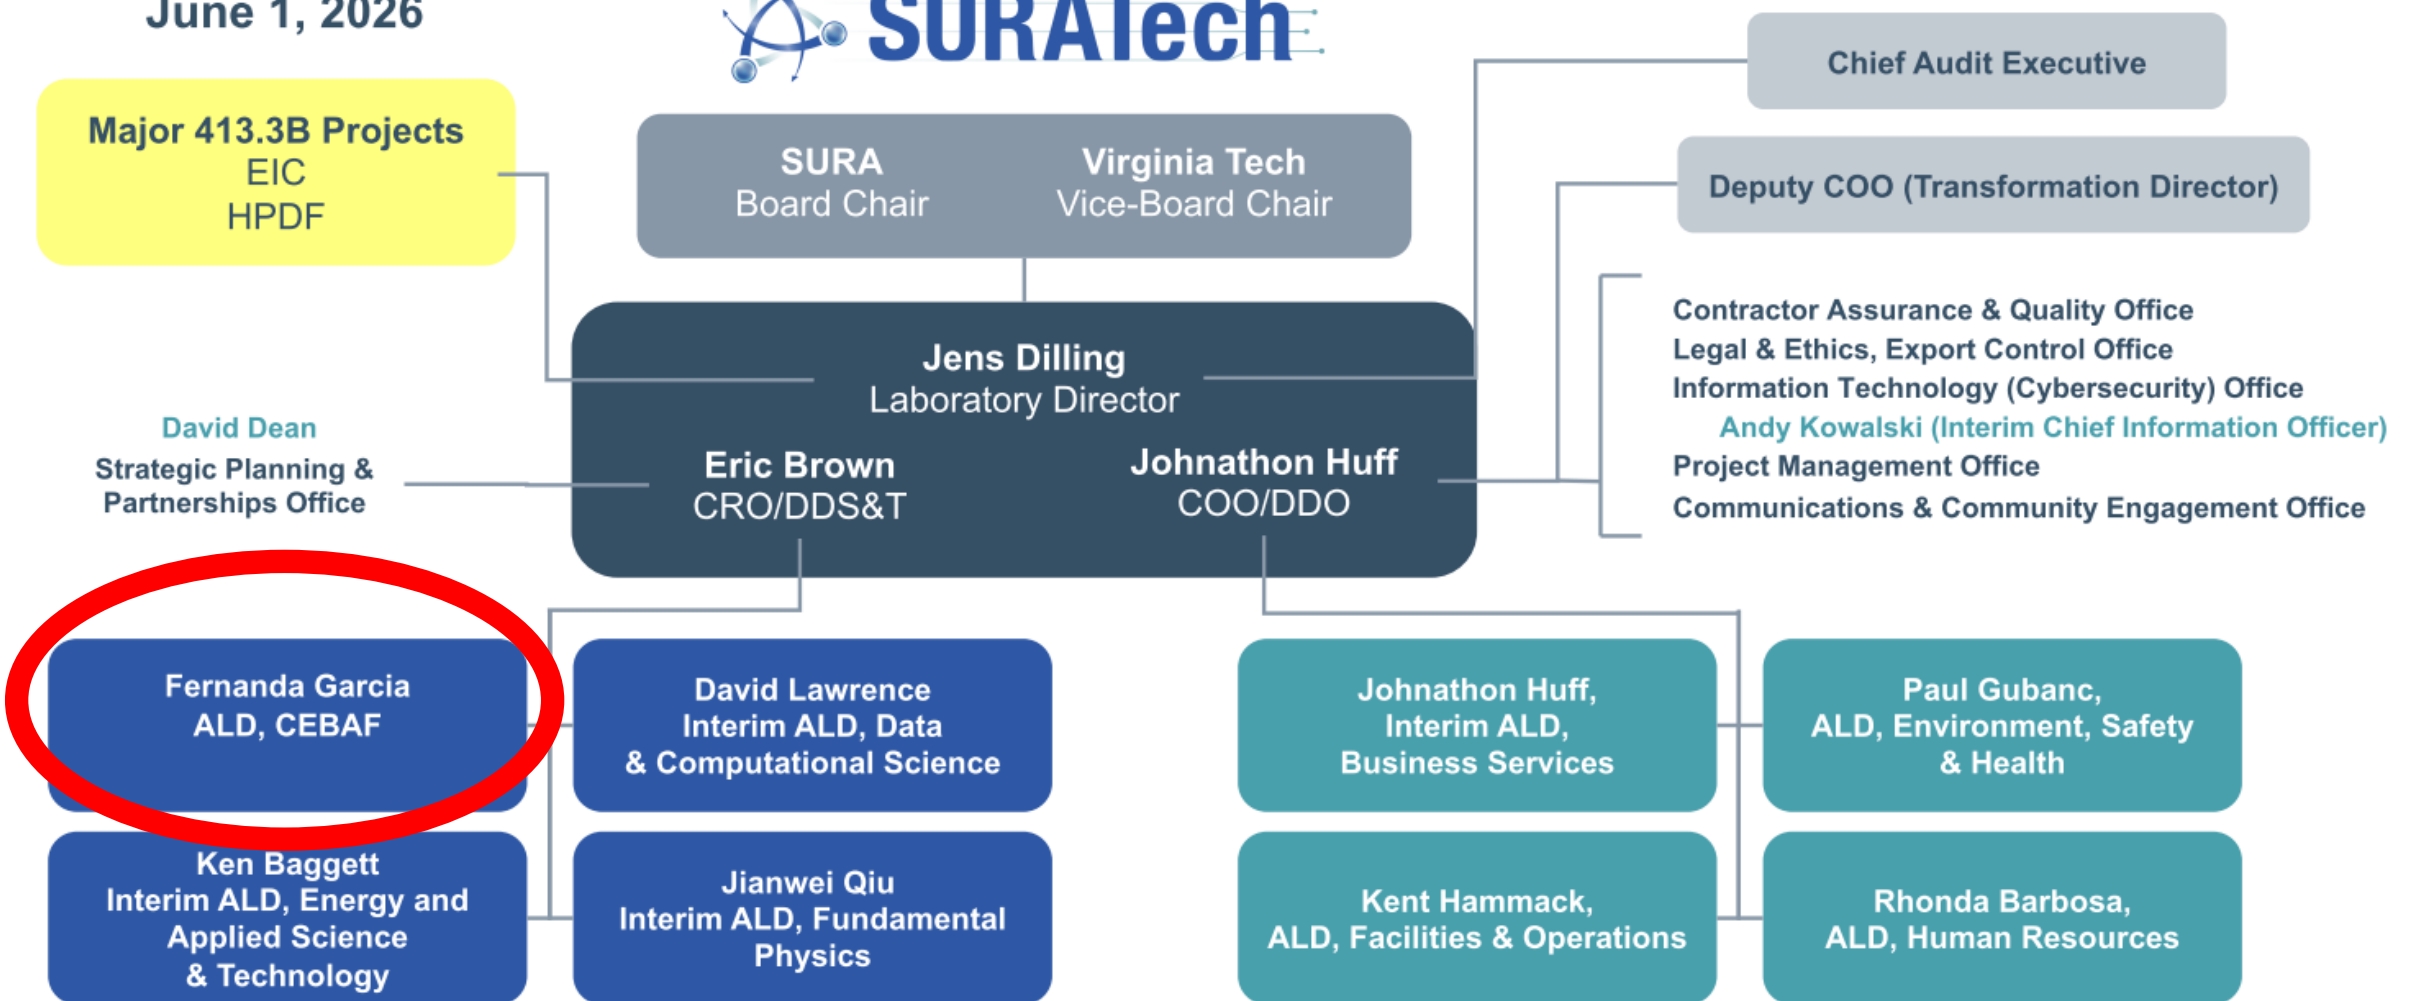 June 1, 2026
SURATech
Chief Audit Executive
Major 413.3B Projects
EIC
HPDF
SURA
Board Chair
Virginia Tech
Vice-Board Chair
Deputy COO (Transformation Director)
Contractor Assurance & Quality Office
Legal & Ethics, Export Control Office
Information Technology (Cybersecurity) Office
Andy Kowalski (Interim Chief Information Officer)
Project Management Office
Communications & Community Engagement Office
Jens Dilling
Laboratory Director
David Dean
Strategic Planning &
Partnerships Office
Eric Brown
CRO/DDS&T
Johnathon Huff
COO/DDO
Fernanda Garcia
ALD, CEBAF
David Lawrence
Interim ALD, Data
& Computational Science
Johnathon Huff,
Interim ALD,
Business Services
Paul Gubanc,
ALD, Environment, Safety
& Health
Ken Baggett
Interim ALD, Energy and
Applied Science
& Technology
Jianwei Qiu
Interim ALD, Fundamental
Physics
Kent Hammack,
ALD, Facilities & Operations
Rhonda Barbosa,
ALD, Human Resources